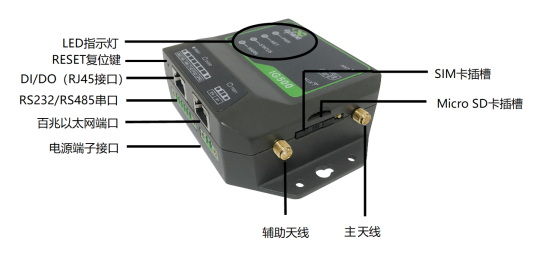 LED指示灯
RESET复位键
DI/DO（RJ45接口）
RS232/RS485串口
百兆以太网端口
电源端子接口
IG500
SIM卡插槽
Micro SD卡插槽
辅助天线
主天线